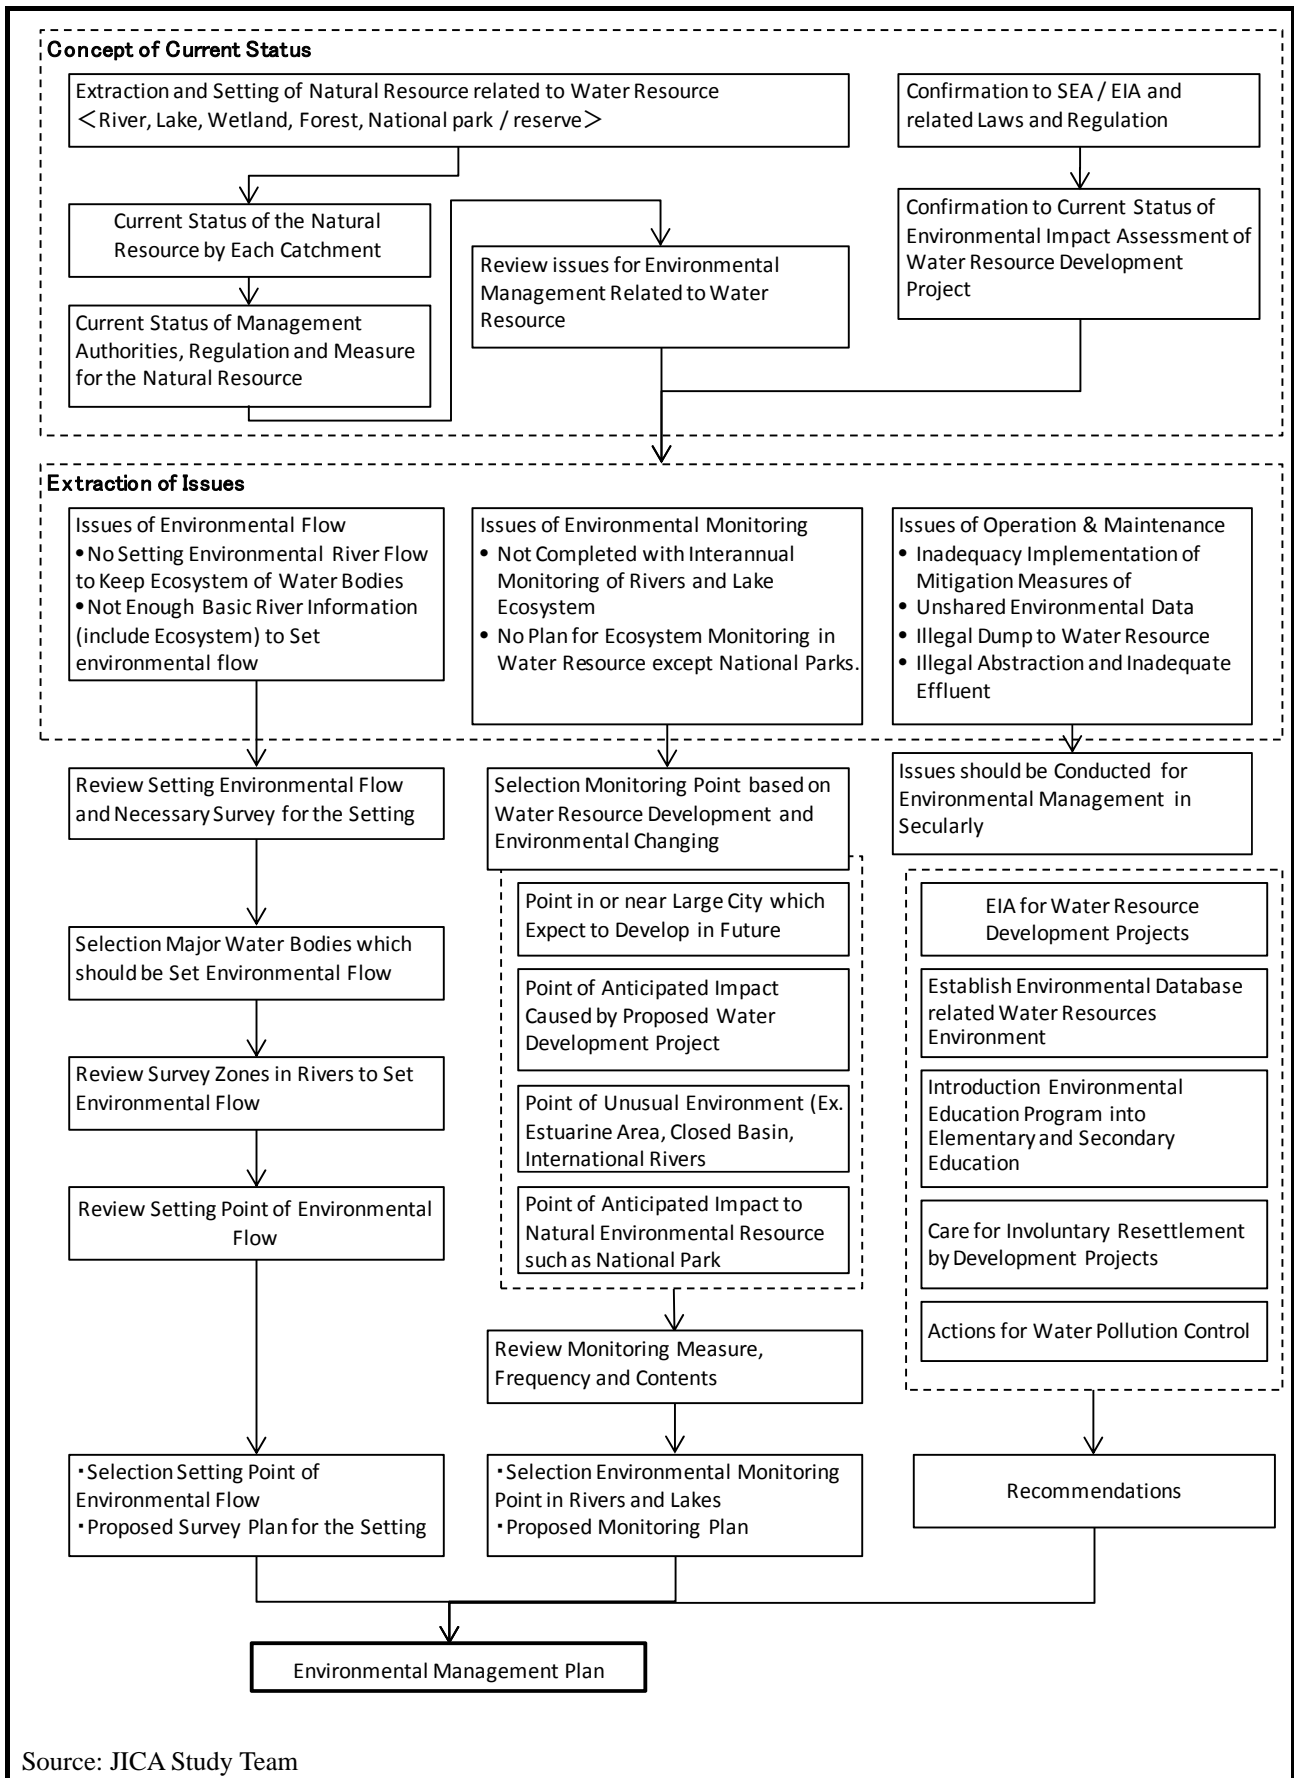 Concept of Current Status
Extraction and Setting of Natural Resource related to Water Resource
＜River, Lake, Wetland, Forest, National park / reserve＞
Confirmation to SEA / EIA and
related Laws and Regulation
Current Status of the Natural
Resource by Each Catchment
Current Status of Management
Authorities, Regulation and Measure
for the Natural Resource
Review issues for Environmental
Management Related to Water
Resource
Confirmation to Current Status of
Environmental Impact Assessment of
Water Resource Development
Project
Extraction of Issues
Issues of Environmental Flow
•No Setting Environmental River Flow
to Keep Ecosystem of Water Bodies
•Not Enough Basic River Information
(include Ecosystem) to Set
environmental flow
Issues of Environmental Monitoring
• Not Completed with Interannual
Monitoring of Rivers and Lake
Ecosystem
• No Plan for Ecosystem Monitoring in
Water Resource except National Parks.
Issues of Operation & Maintenance
• Inadequacy Implementation of
Mitigation Measures of
• Unshared Environmental Data
• Illegal Dump to Water Resource
• Illegal Abstraction and Inadequate
Effluent
Review Setting Environmental Flow
and Necessary Survey for the Setting
Selection Major Water Bodies which
should be Set Environmental Flow
Review Survey Zones in Rivers to Set
Environmental Flow
Review Setting Point of Environmental
Flow
・Selection Setting Point of
Environmental Flow
・Proposed Survey Plan for the Setting
Selection Monitoring Point based on
Water Resource Development and
Environmental Changing
Point in or near Large City which
Expect to Develop in Future
Point of Anticipated Impact
Caused by Proposed Water
Development Project
Point of Unusual Environment (Ex.
Estuarine Area, Closed Basin,
International Rivers
Point of Anticipated Impact to
Natural Environmental Resource
such as National Park
Review Monitoring Measure,
Frequency and Contents
・Selection Environmental Monitoring
Point in Rivers and Lakes
・Proposed Monitoring Plan
Issues should be Conducted for
Environmental Management in
Secularly
EIA for Water Resource
Development Projects
Establish Environmental Database
related Water Resources
Environment
Introduction Environmental
Education Program into
Elementary and Secondary
Education
Care for Involuntary Resettlement
by Development Projects
Actions for Water Pollution Control
Recommendations
Environmental Management Plan
Source: JICA Study Team